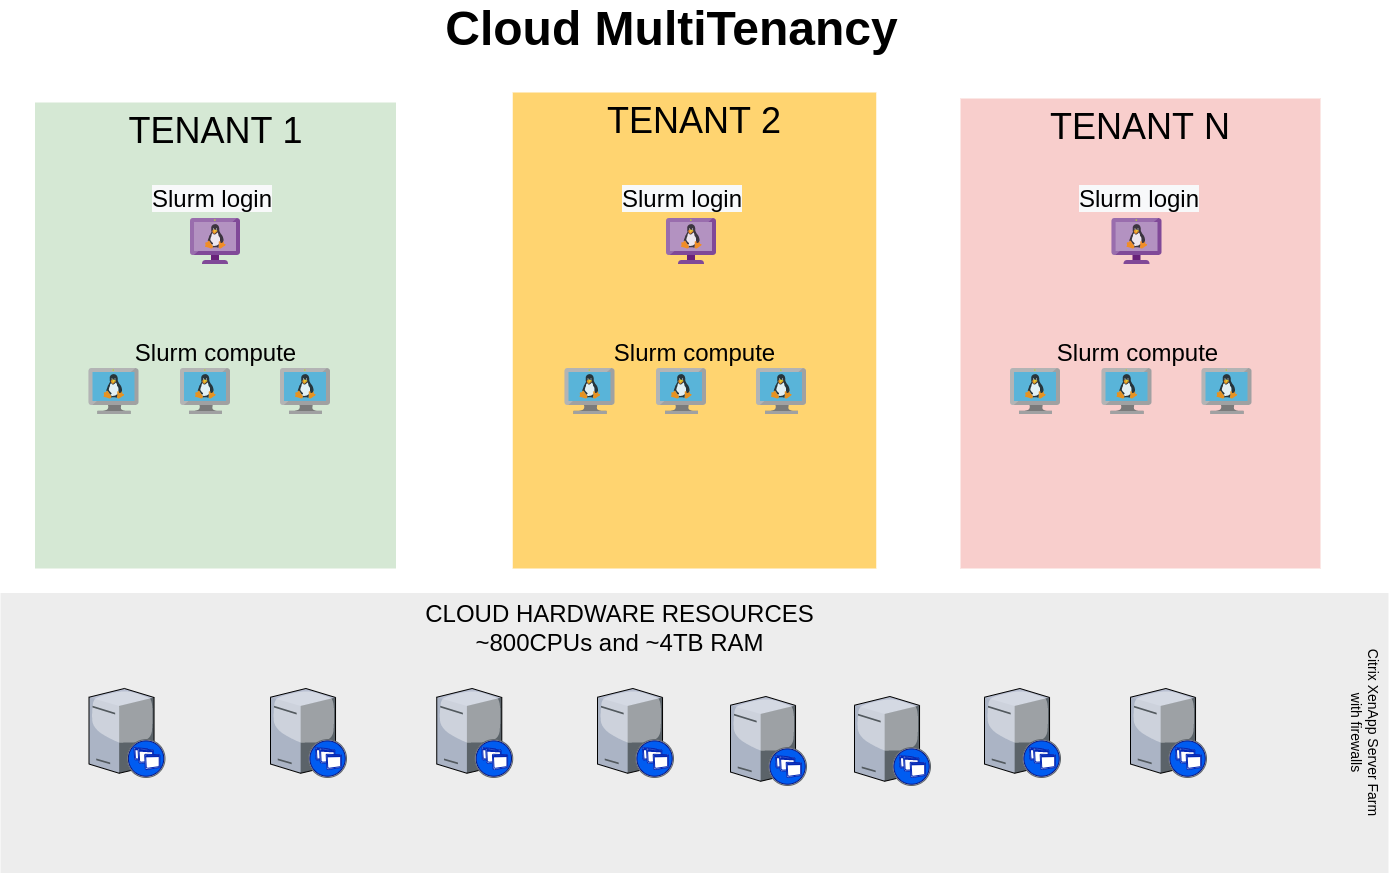 Cloud MultiTenancy
TENANT 1
Slurm login
Slurm compute
TENANT 2
Slurm login
Slurm compute
TENANT N
Slurm login
Slurm compute
CLOUD HARDWARE RESOURCES
~800CPUs and ~4TB RAM
Citrix XenApp Server Farm
with firewalls